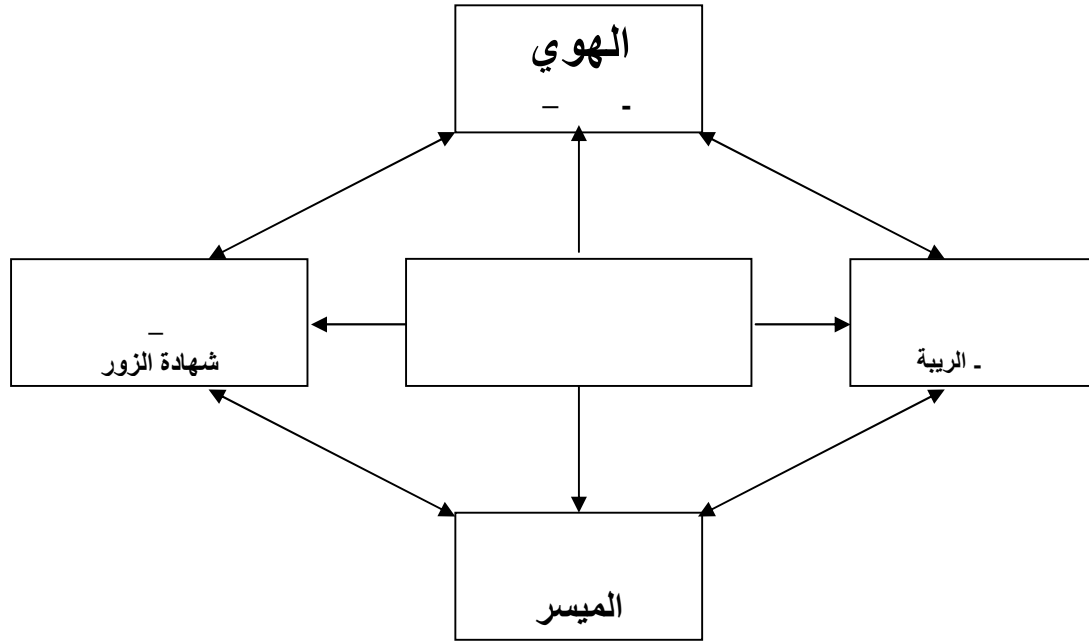 الهوي
- –
–
شهادة الزور
- الريبة
الميسر